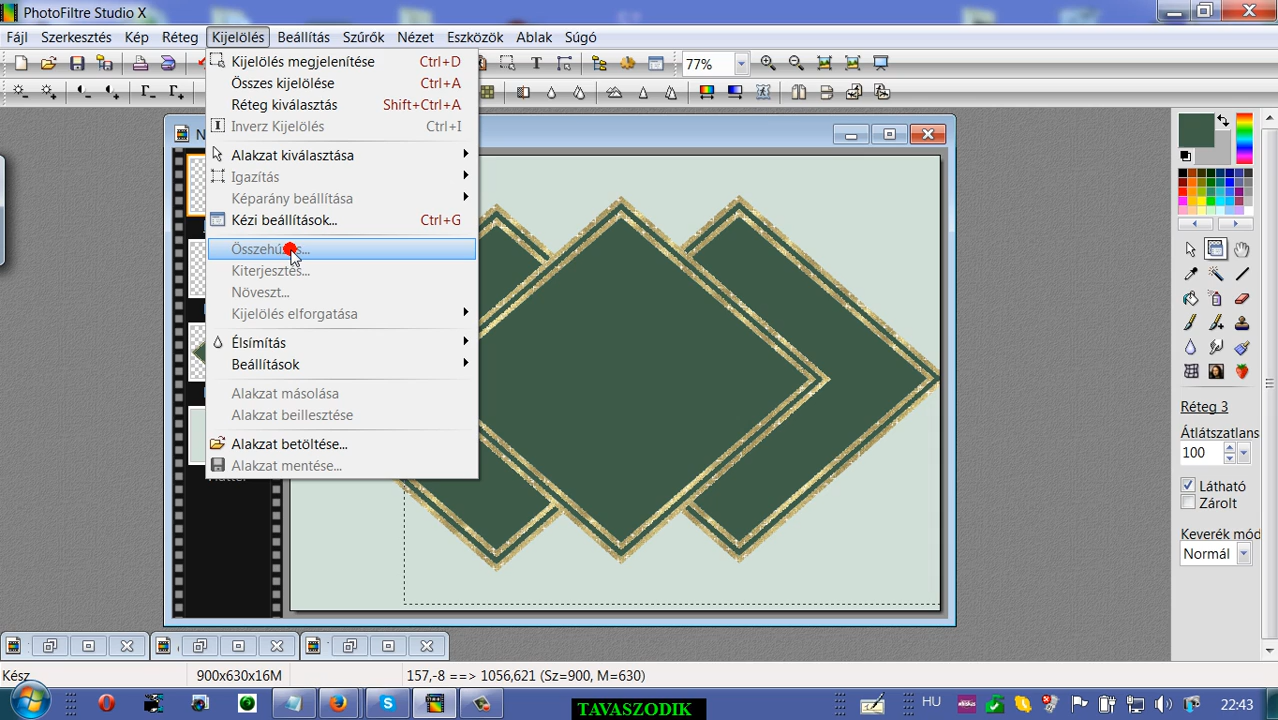 PhotoFiltre Studio X
Fájl Szerkesztés Kép Réteg Kijelölés Beállítás Szűrők Nézet Eszközök Ablak Súgó
77%
Kijelölés megjelenítése Ctrl+D
Összes kijelölése Ctrl+A
Réteg kiválasztás Shift+Ctrl+A
Inverz Kijelölés Ctrl+I
Alakzat kiválasztása
Igazítás
Képarány beállítása
Kézi beállítások... Ctrl+G
Kiterjesztés...
Növeszt...
Kijelölés elforgatása
Élsímítás
Beállítások
Alakzat másolása
Alakzat beillesztése
Alakzat betöltése...
Alakzat mentése...
Réteg 3
Átlátszatlans
100
Látható
Zárolt
Keverék mód
Normál
Kész 900x630x16M 157,-8 ==> 1056,621 (Sz=900, M=630)
TAVASZODIK
HU
22:43